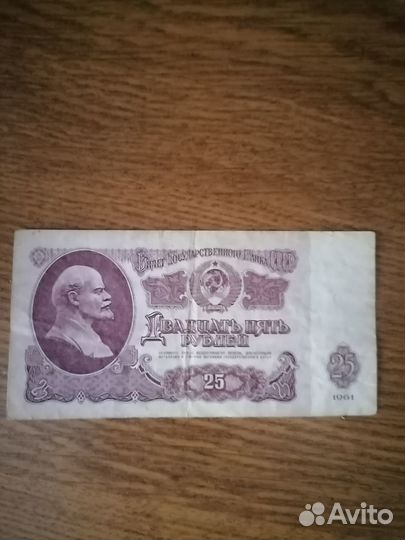 Билет Государственного Банка СССР
Двадцать пять
рублей
25
25
1961
Avito